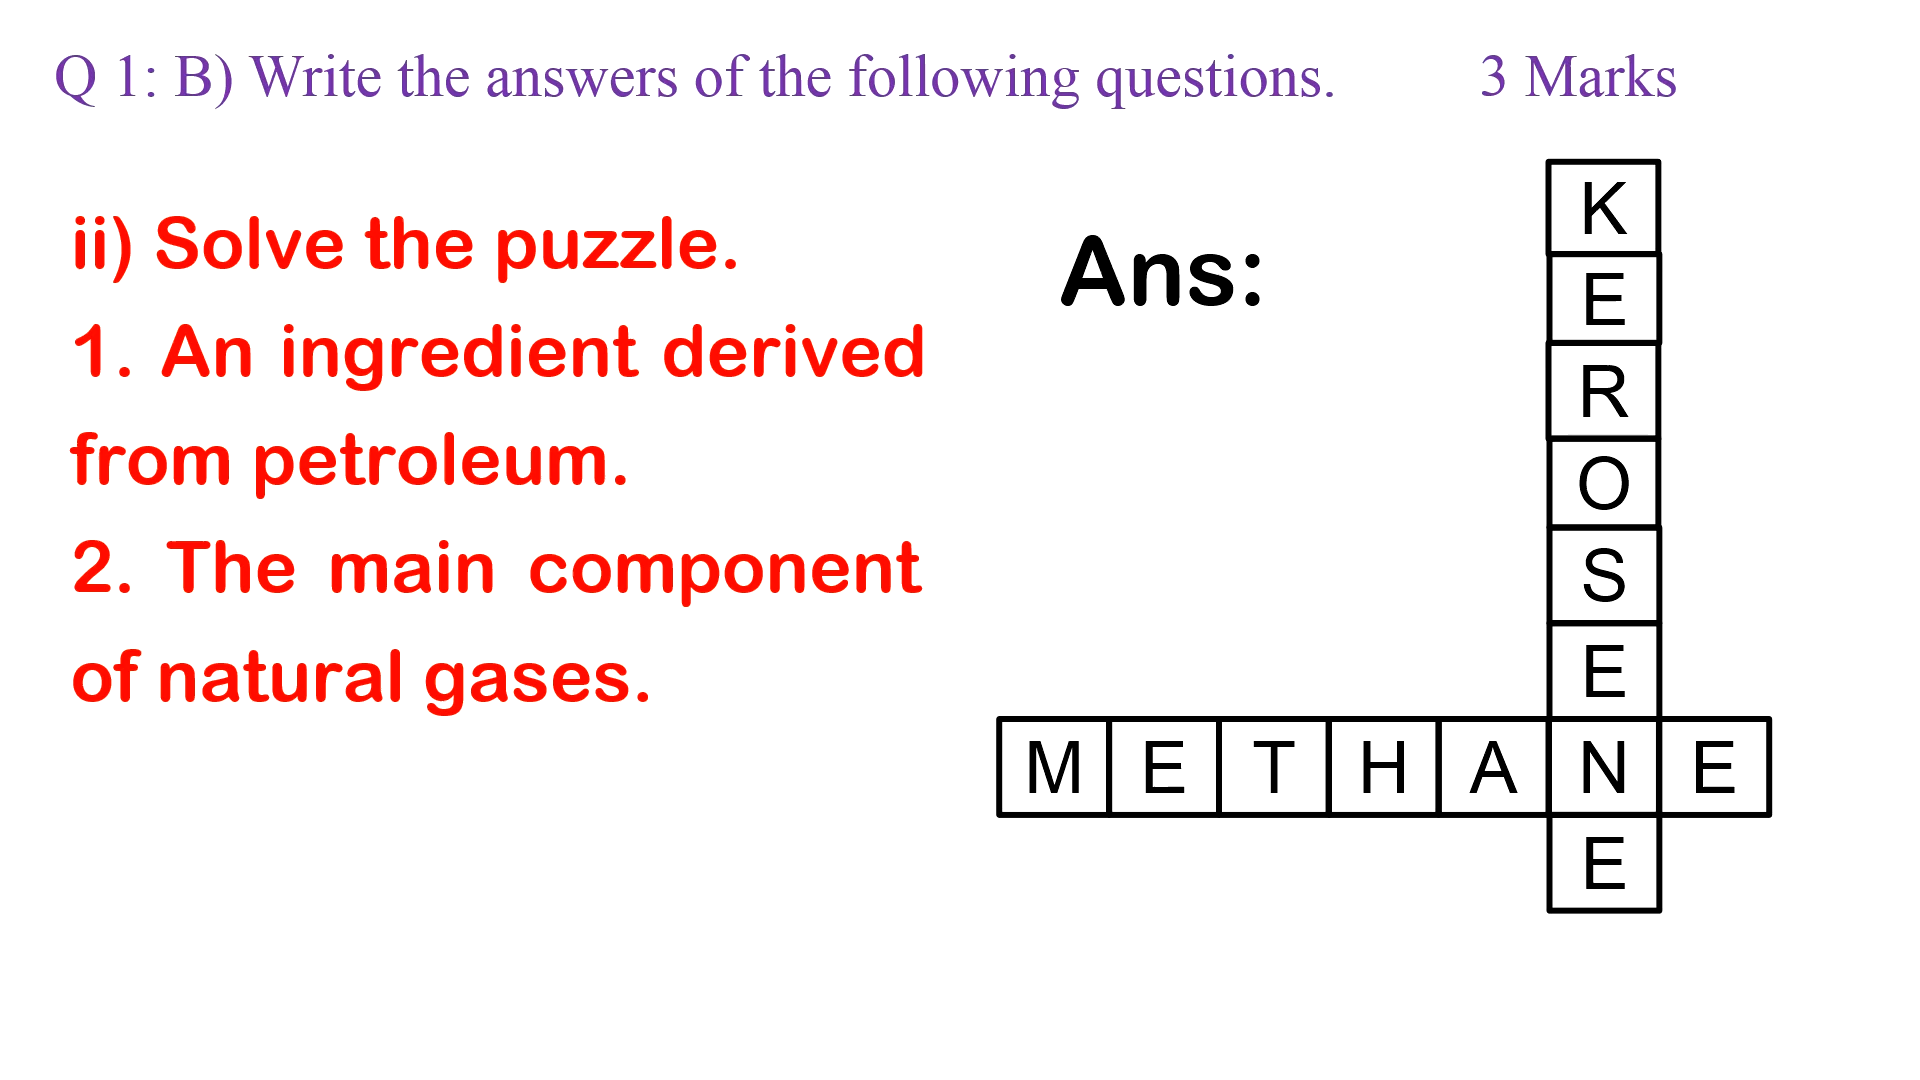 Q 1: B) Write the answers of the following questions. 3 Marks
ii) Solve the puzzle.
1. An ingredient derived
from petroleum.
2. The main component
of natural gases.
Ans:
K
E
R
O
S
E
M E T H A N E
E